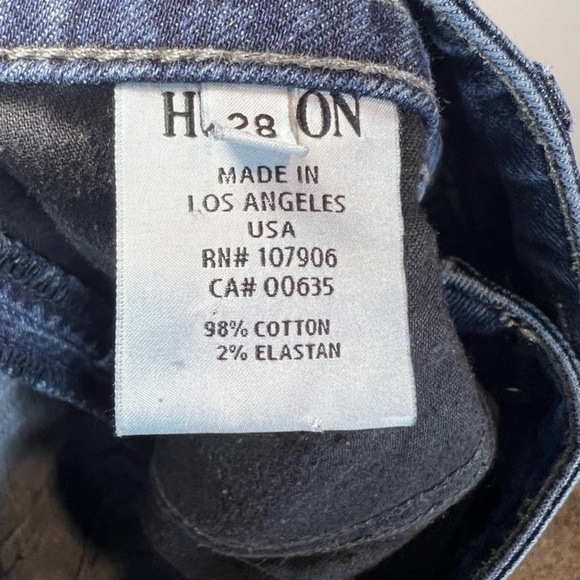 H 28 ON
MADE IN
LOS ANGELES
USA
RN# 107906
CA# 00635
98% COTTON
2% ELASTAN